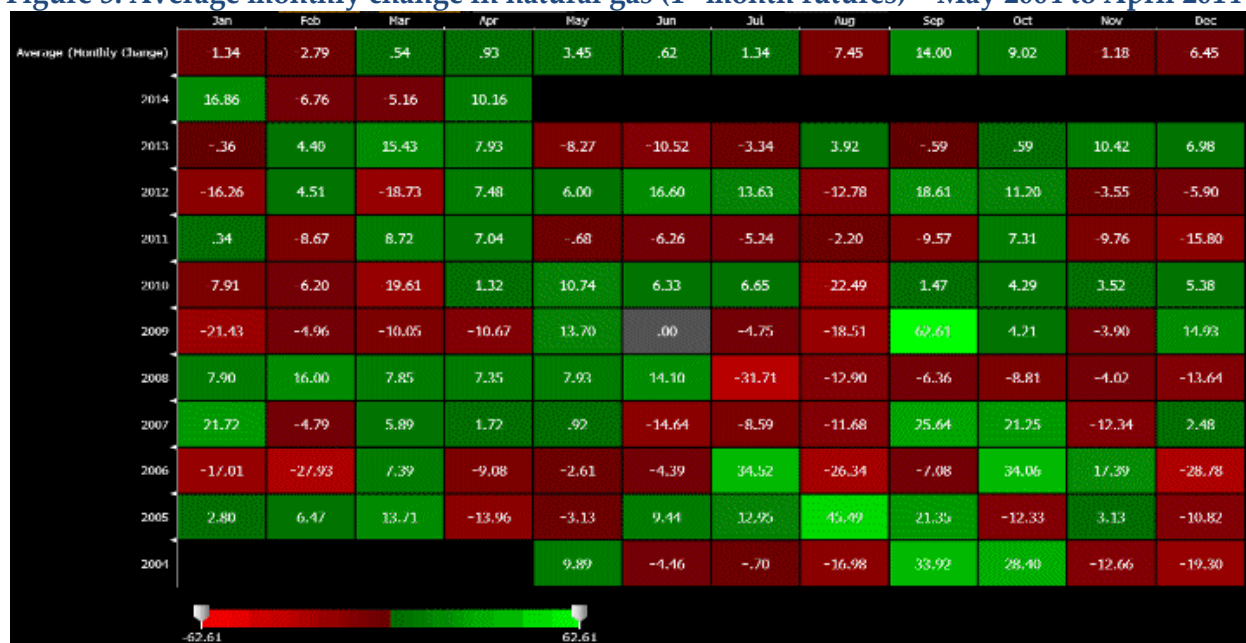 Average monthly change in natural gas month futures) May 2004 to April 2014
Jan Feb Mar Apr May Jun Jul Aug Sep Oct Nov Dec
Average (Monthly Change) -1.34 -2.79 .54 .93 3.45 .62 1.34 -7.45 14.00 9.02 -1.18 -6.45
2014 16.86 -6.76 -5.16 10.16
2013 -.36 4.40 15.43 7.93 -8.27 -10.52 -3.34 3.92 -.59 .59 10.42 6.98
2012 -16.26 4.51 -18.73 7.48 6.00 16.60 13.63 -12.78 18.61 11.20 -3.55 -5.90
2011 .34 -8.67 8.72 7.04 -.68 -6.26 -5.24 -2.20 -9.57 7.31 -9.76 -15.80
2010 -7.91 -6.20 -19.61 1.32 10.74 6.33 6.65 -22.49 1.47 4.29 3.52 5.38
2009 -21.43 -4.96 -10.05 -10.67 13.70 .00 -4.75 -18.51 62.61 4.21 -3.90 14.93
2008 7.90 16.00 7.85 7.35 7.93 14.10 -31.71 -12.90 -6.36 -8.81 -4.02 -13.64
2007 21.72 -4.79 5.89 1.72 .92 -14.64 -8.59 -11.68 25.64 21.25 -12.34 2.48
2006 -17.01 -27.93 7.39 -9.08 -2.61 -4.39 34.52 -26.34 -7.08 34.06 17.39 -28.78
2005 2.80 6.47 13.71 -13.96 -3.13 9.44 12.95 45.49 21.35 -12.33 3.13 -10.82
2004 9.89 -4.46 -.70 -16.98 33.92 28.40 -12.66 -19.30
-62.61 62.61